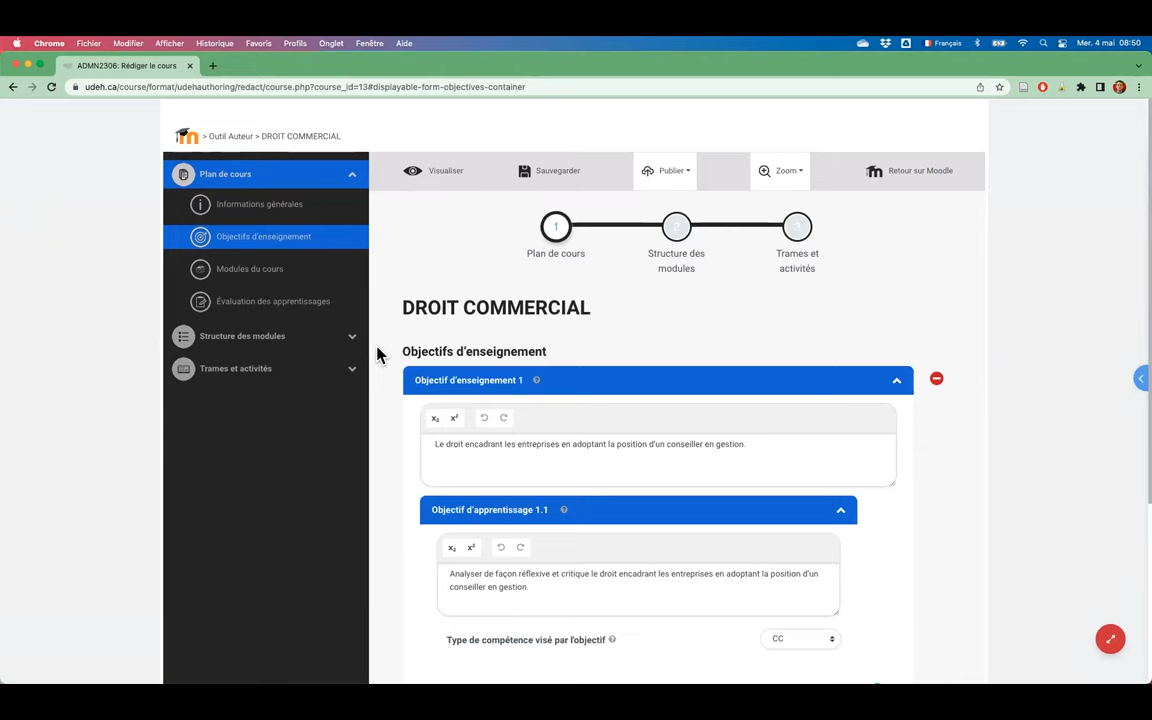 Chrome Fichier Modifier Afficher Historique Favoris Profils Onglet Fenêtre Aide Français Mer. 4 mai 08:50
ADMN2306: Rédiger le cours
udeh.ca/course/format/udehauthoring/redact/course.php?course_id=13#displayable-form-objectives-container
> Outil Auteur > DROIT COMMERCIAL
Plan de cours
Informations générales
Objectifs d'enseignement
Modules du cours
Évaluation des apprentissages
Structure des modules
Trames et activités
Visualiser Sauvegarder Publier Zoom Retour sur Moodle
1 2 3
Plan de cours
Structure des
modules
Trames et
activités
DROIT COMMERCIAL
Objectifs d'enseignement
Objectif d'enseignement 1 ?
x₂ x²
Le droit encadrant les entreprises en adoptant la position d'un conseiller en gestion.
Objectif d'apprentissage 1.1 ?
x₂ x²
Analyser de façon réflexive et critique le droit encadrant les entreprises en adoptant la position d'un
conseiller en gestion.
Type de compétence visé par l'objectif ? CC